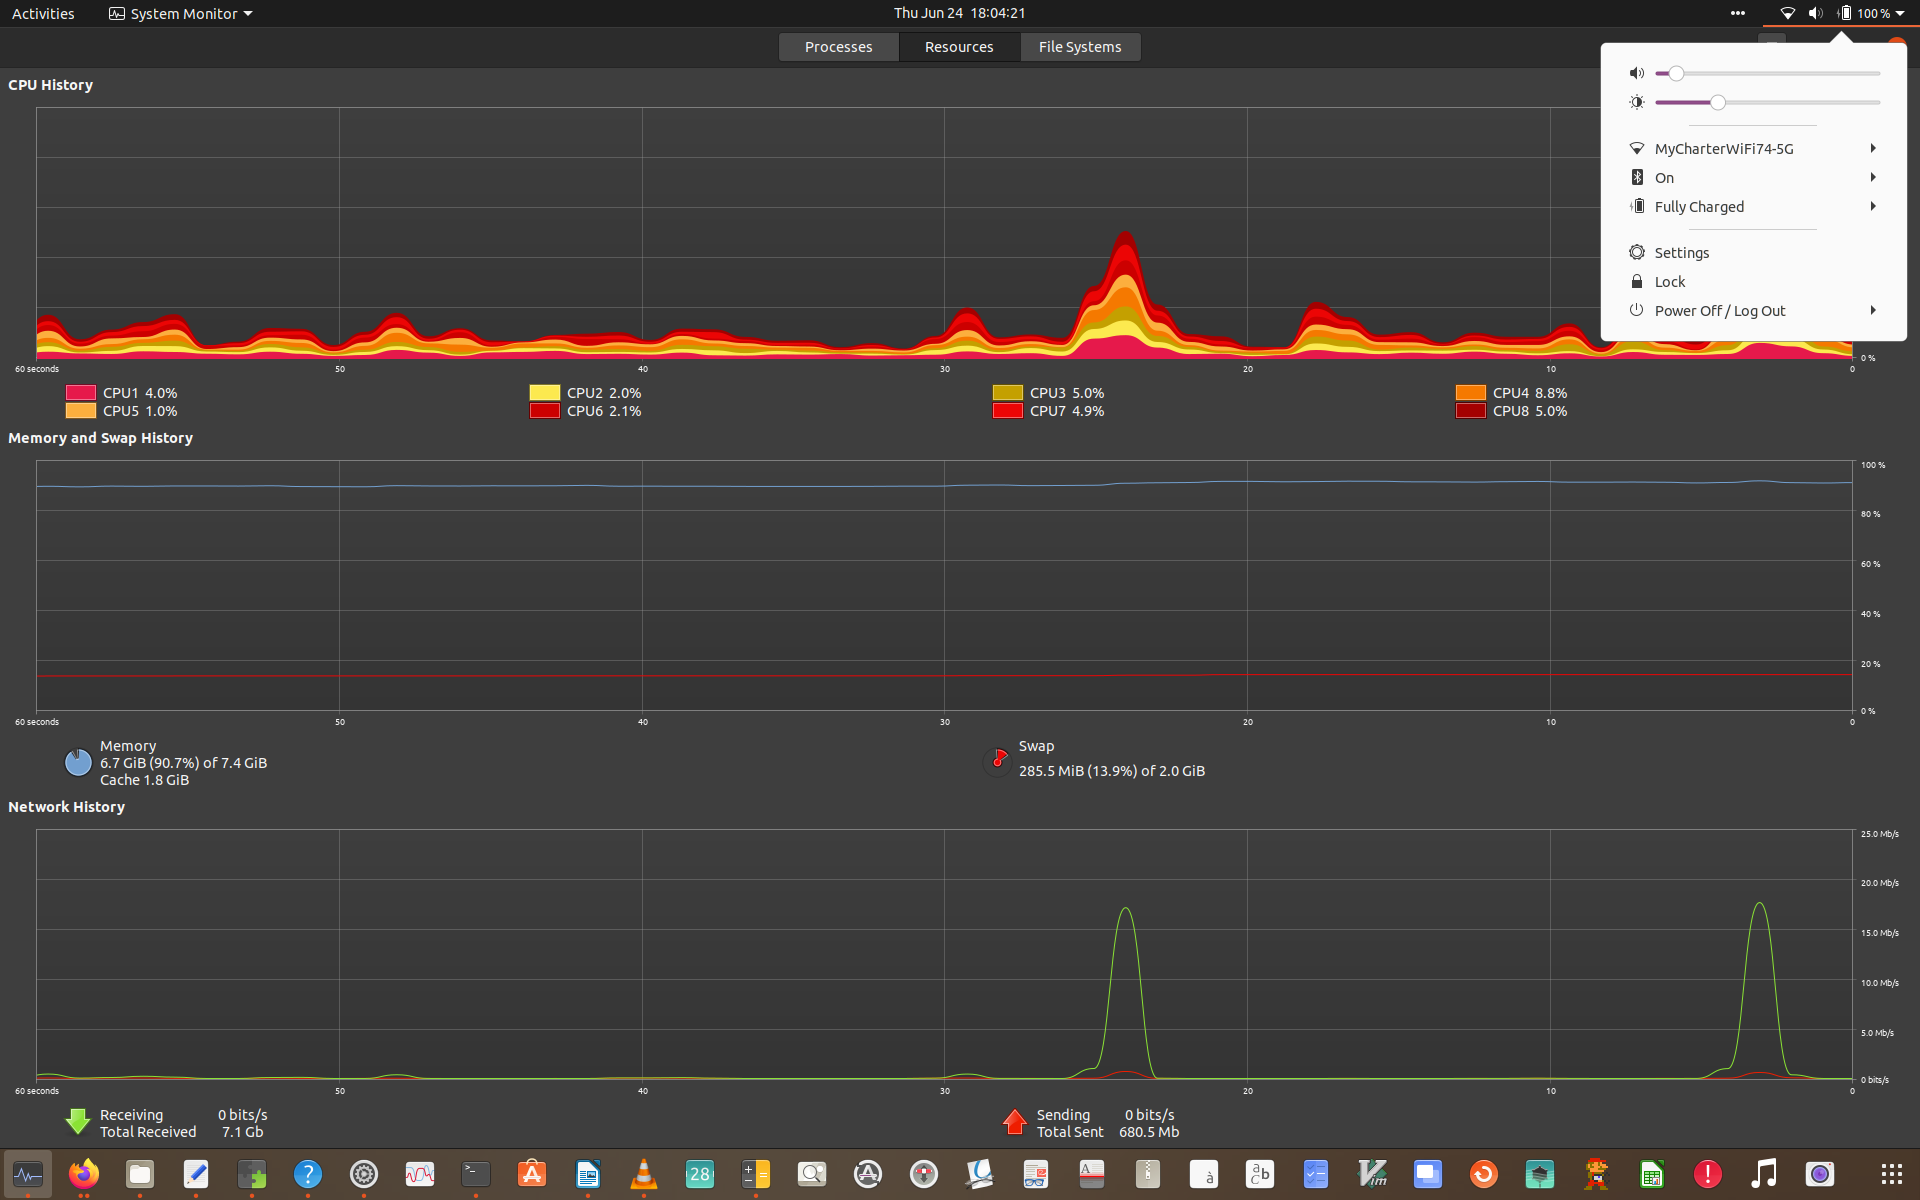 Activities
System Monitor
Thu Jun 24 18:04:21
100 %
Processes
Resources
File Systems
MyCharterWiFi74-5G
On
Fully Charged
Settings
Lock
Power Off / Log Out
CPU History
0 %
60 seconds 50 40 30 20 10 0
CPU1 4.0% CPU2 2.0% CPU3 5.0% CPU4 8.8%
CPU5 1.0% CPU6 2.1% CPU7 4.9% CPU8 5.0%
Memory and Swap History
100 %
80 %
60 %
40 %
20 %
0 %
60 seconds 50 40 30 20 10 0
Memory
6.7 GiB (90.7%) of 7.4 GiB
Cache 1.8 GiB
Swap
285.5 MiB (13.9%) of 2.0 GiB
Network History
25.0 Mb/s
20.0 Mb/s
15.0 Mb/s
10.0 Mb/s
5.0 Mb/s
0 bits/s
60 seconds 50 40 30 20 10 0
Receiving 0 bits/s
Total Received 7.1 Gb
Sending 0 bits/s
Total Sent 680.5 Mb
?
>_
A
28
A
A
à
a b c
Vim
!